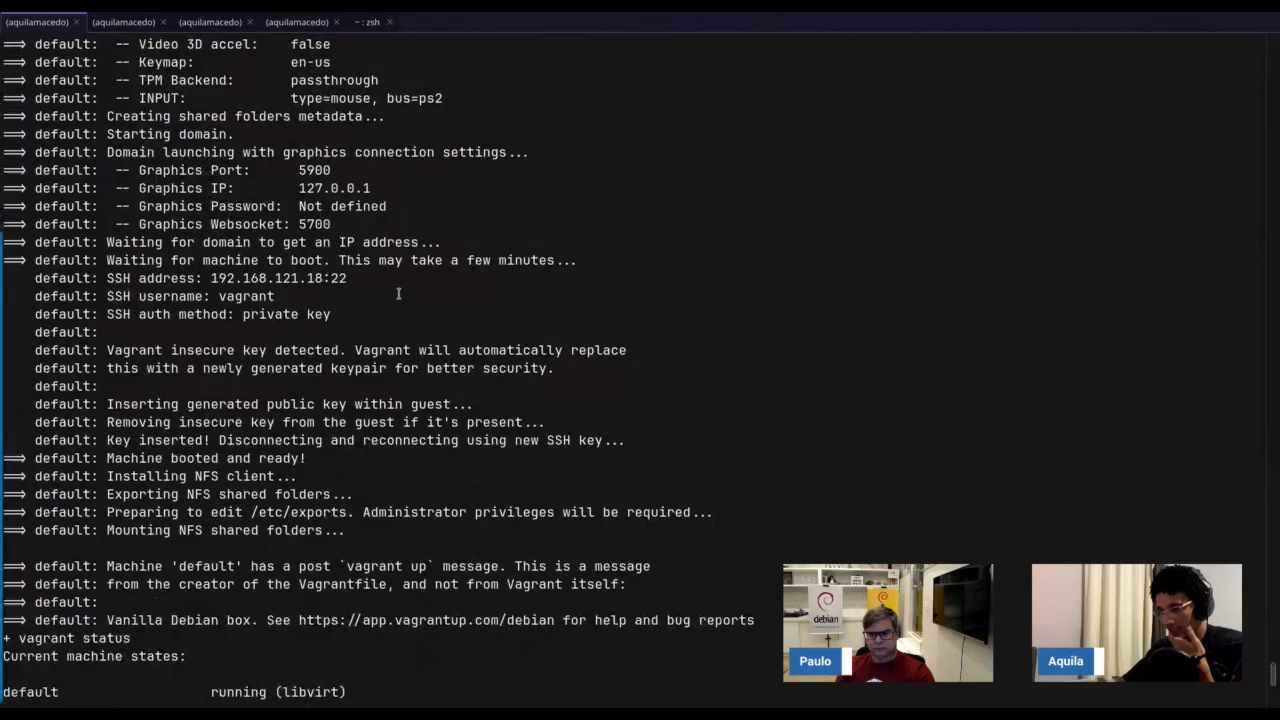 (aquilamacedo) × (aquilamacedo) × (aquilamacedo) × (aquilamacedo) × ~ : zsh ×
==> default:  -- Video 3D accel:    false
==> default:  -- Keymap:            en-us
==> default:  -- TPM Backend:       passthrough
==> default:  -- INPUT:             type=mouse, bus=ps2
==> default: Creating shared folders metadata...
==> default: Starting domain.
==> default: Domain launching with graphics connection settings...
==> default:  -- Graphics Port:      5900
==> default:  -- Graphics IP:        127.0.0.1
==> default:  -- Graphics Password:  Not defined
==> default:  -- Graphics Websocket: 5700
==> default: Waiting for domain to get an IP address...
==> default: Waiting for machine to boot. This may take a few minutes...
    default: SSH address: 192.168.121.18:22
    default: SSH username: vagrant
    default: SSH auth method: private key
    default:
    default: Vagrant insecure key detected. Vagrant will automatically replace
    default: this with a newly generated keypair for better security.
    default:
    default: Inserting generated public key within guest...
    default: Removing insecure key from the guest if it's present...
    default: Key inserted! Disconnecting and reconnecting using new SSH key...
==> default: Machine booted and ready!
==> default: Installing NFS client...
==> default: Exporting NFS shared folders...
==> default: Preparing to edit /etc/exports. Administrator privileges will be required...
==> default: Mounting NFS shared folders...
==> default: Machine 'default' has a post `vagrant up` message. This is a message
==> default: from the creator of the Vagrantfile, and not from Vagrant itself:
==> default:
==> default: Vanilla Debian box. See https://app.vagrantup.com/debian for help and bug reports
+ vagrant status
Current machine states:
default                   running (libvirt)
debian
Paulo
Aquila